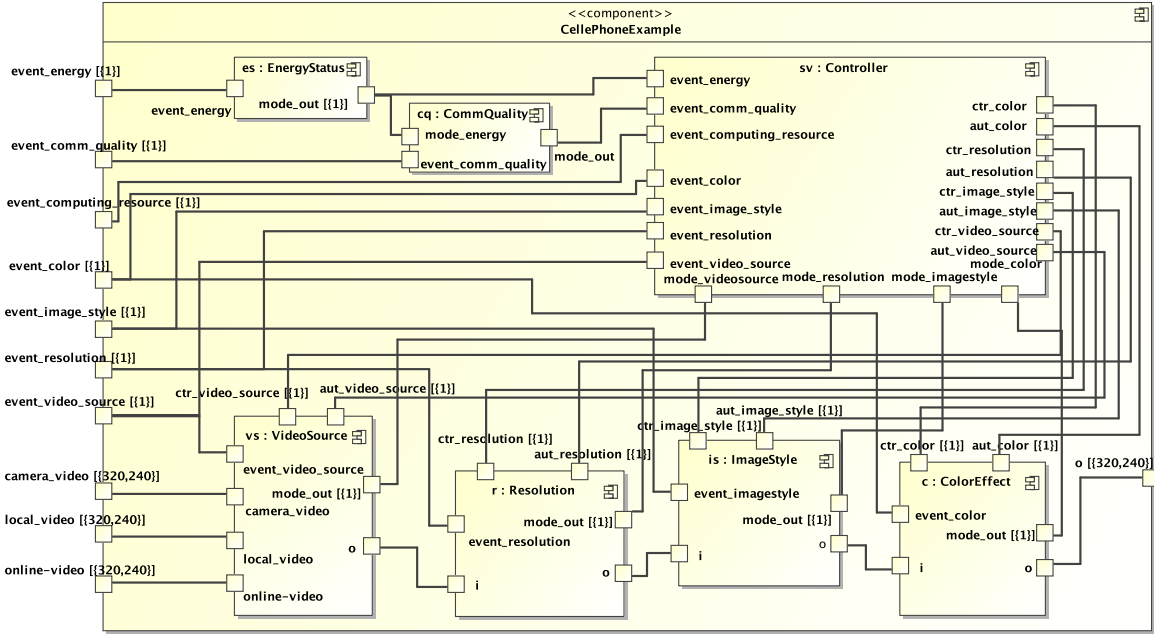 <<component>>
CellePhoneExample
event_energy [{1}]
es : EnergyStatus
mode_out [{1}]
event_energy
sv : Controller
event_energy
cq : CommQuality
mode_energy
event_comm_quality
mode_out
event_comm_quality [{1}]
event_comm_quality
event_computing_resource
event_color
event_image_style
event_resolution
event_video_source
ctr_color
aut_color
ctr_resolution
aut_resolution
ctr_image_style
aut_image_style
ctr_video_source
aut_video_source
mode_color
mode_videosource
mode_resolution
mode_imagestyle
event_computing_resource [{1}]
event_color [{1}]
event_image_style [{1}]
event_resolution [{1}]
event_video_source [{1}]
camera_video [{320,240}]
local_video [{320,240}]
online-video [{320,240}]
ctr_video_source [{1}]
aut_video_source [{1}]
vs : VideoSource
event_video_source
mode_out [{1}]
camera_video
o
local_video
online-video
ctr_resolution [{1}]
aut_resolution [{1}]
r : Resolution
mode_out [{1}]
event_resolution
o
i
aut_image_style [{1}]
ctr_image_style [{1}]
is : ImageStyle
event_imagestyle
mode_out [{1}]
o
i
ctr_color [{1}]
aut_color [{1}]
c : ColorEffect
event_color
mode_out [{1}]
i
o
o [{320,240}]